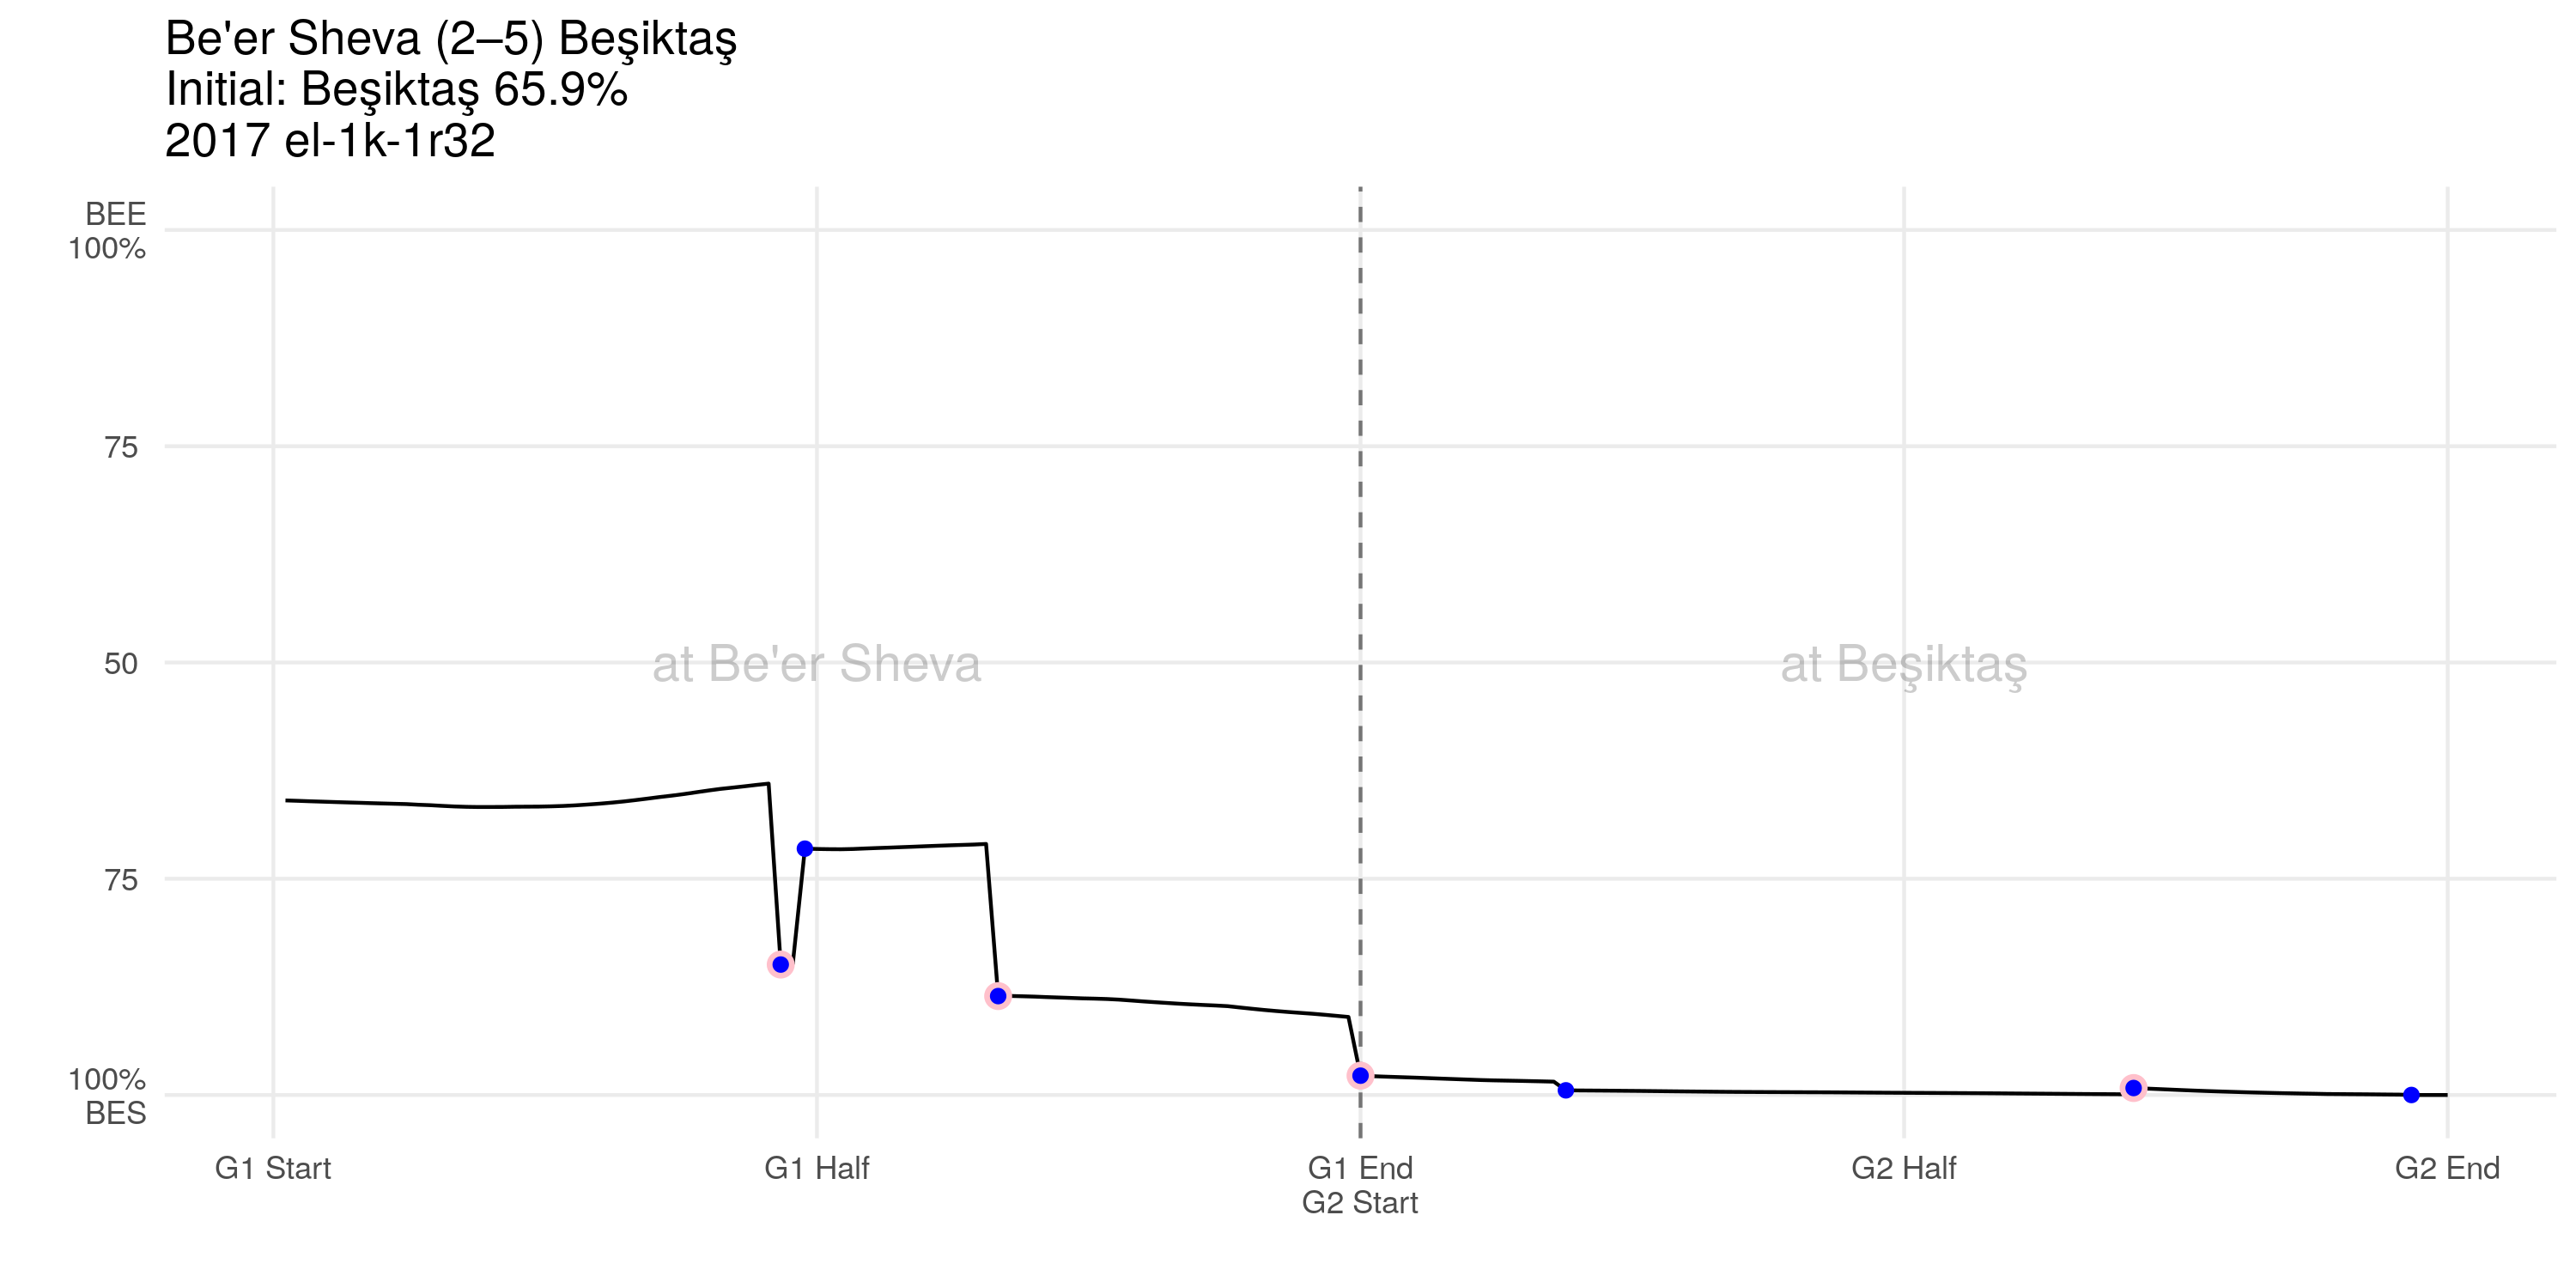 Be'er Sheva (2–5) Beşiktaş
Initial: Beşiktaş 65.9%
2017 el-1k-1r32
BEE
100%
75
50
75
100%
BES
at Be'er Sheva
at Beşiktaş
G1 Start
G1 Half
G1 End
G2 Start
G2 Half
G2 End